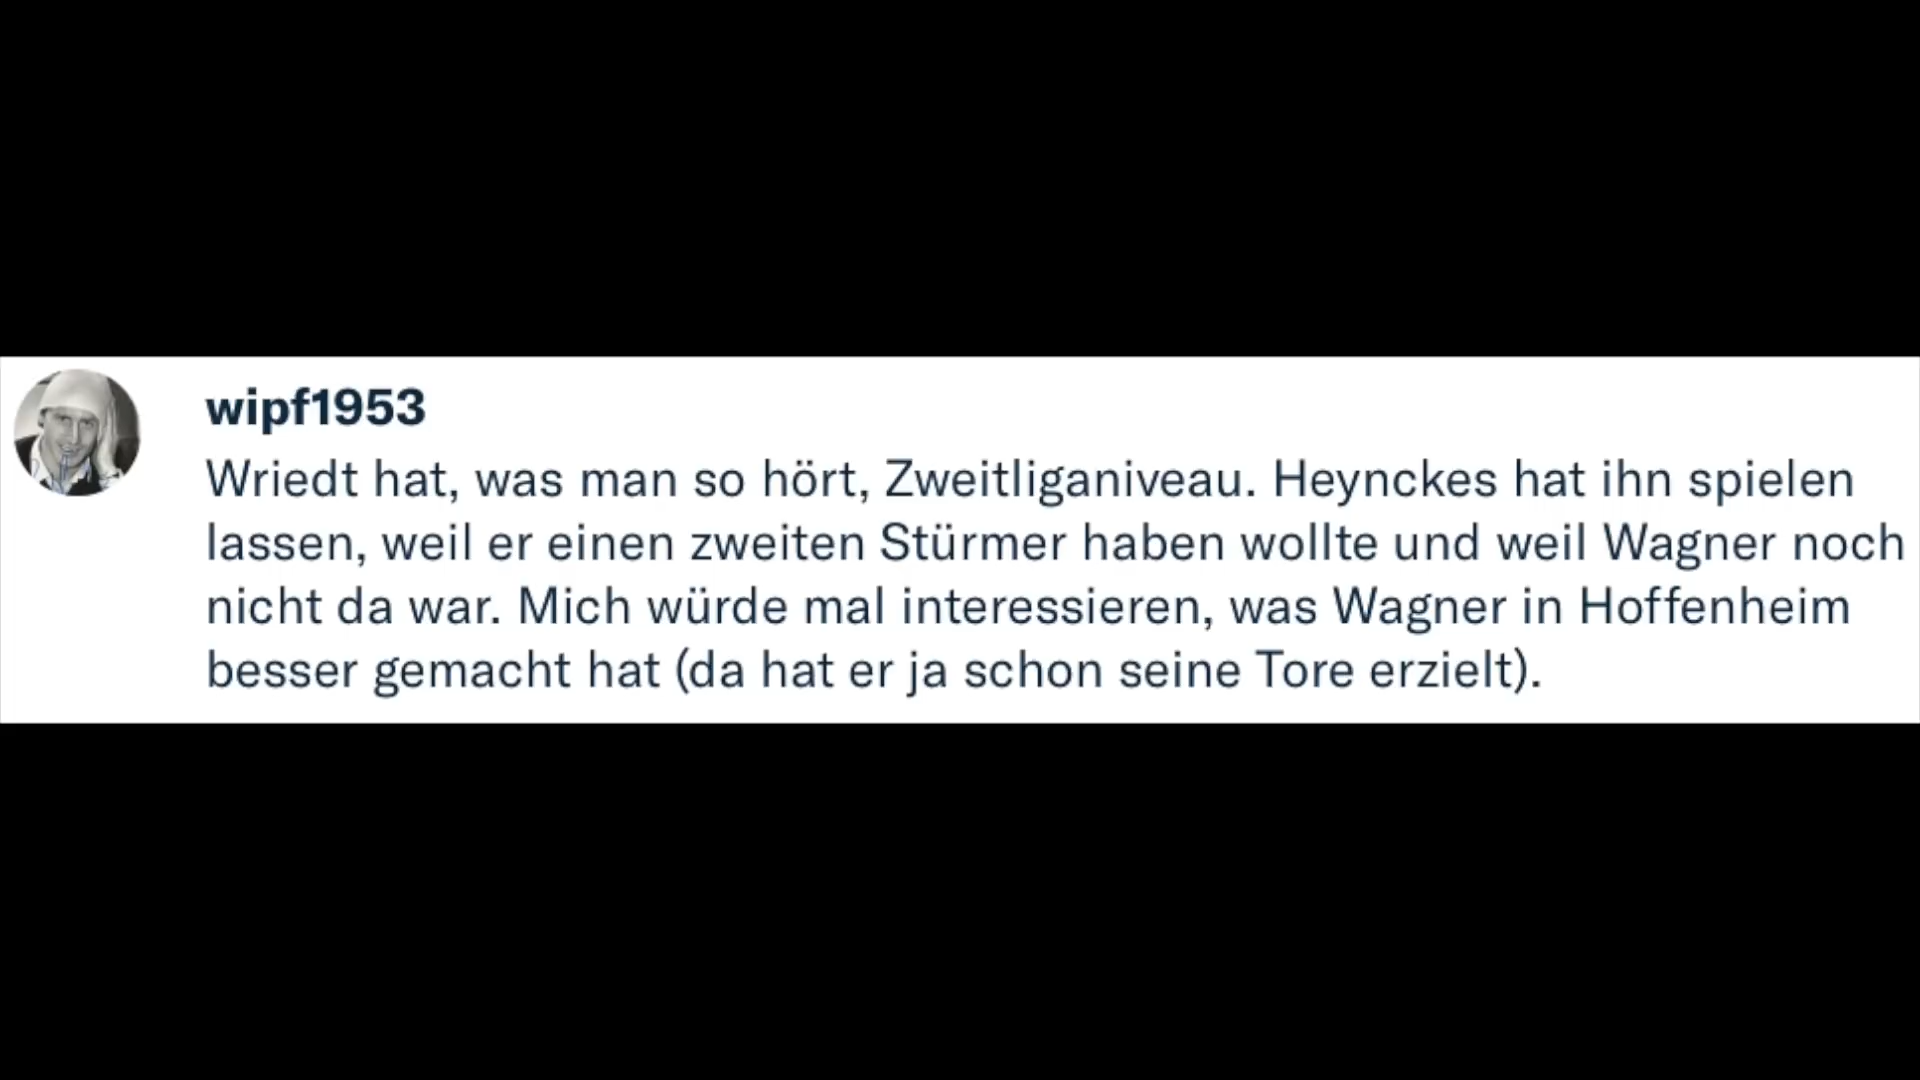 wipf1953
Wriedt hat, was man so hört, Zweitliganiveau. Heynckes hat ihn spielen
lassen, weil er einen zweiten Stürmer haben wollte und weil Wagner noch
nicht da war. Mich würde mal interessieren, was Wagner in Hoffenheim
besser gemacht hat (da hat er ja schon seine Tore erzielt).